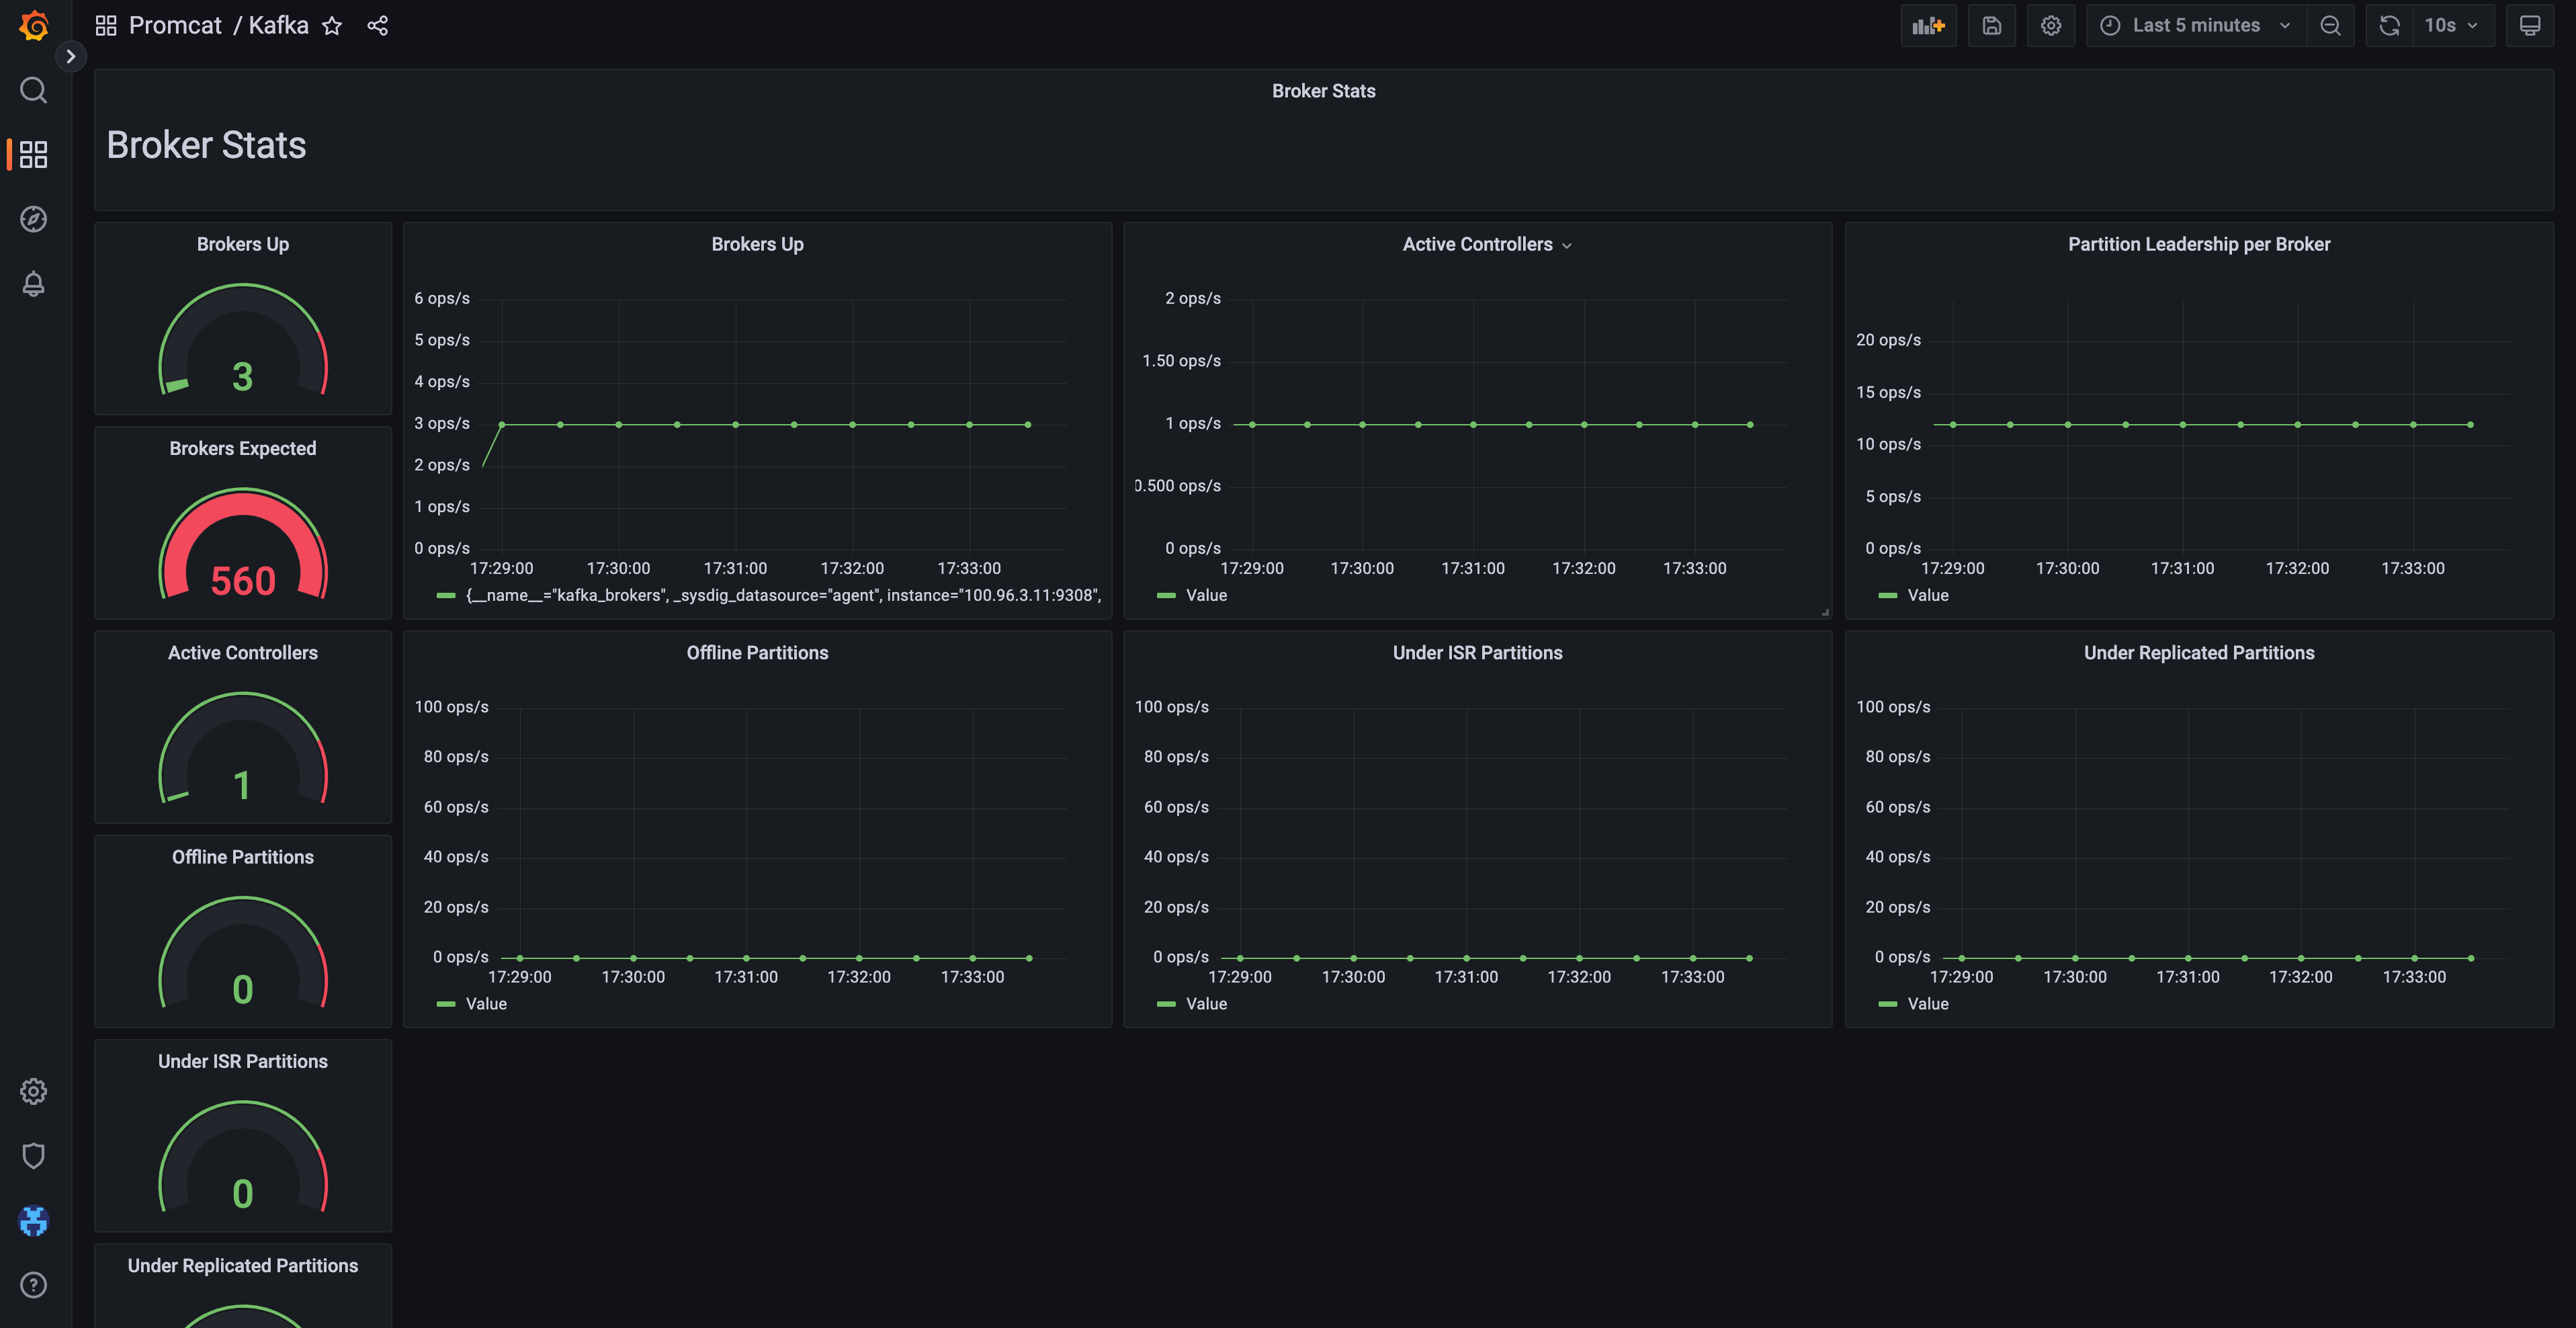 Promcat / Kafka
Last 5 minutes
10s
Broker Stats
Broker Stats
Brokers Up
3
Brokers Expected
560
Active Controllers
1
Offline Partitions
0
Under ISR Partitions
0
Under Replicated Partitions
Brokers Up
6 ops/s
5 ops/s
4 ops/s
3 ops/s
2 ops/s
1 ops/s
0 ops/s
17:29:00 17:30:00 17:31:00 17:32:00 17:33:00
{__name__="kafka_brokers", _sysdig_datasource="agent", instance="100.96.3.11:9308",
Active Controllers
2 ops/s
1.50 ops/s
1 ops/s
0.500 ops/s
0 ops/s
17:29:00 17:30:00 17:31:00 17:32:00 17:33:00
Value
Partition Leadership per Broker
20 ops/s
15 ops/s
10 ops/s
5 ops/s
0 ops/s
17:29:00 17:30:00 17:31:00 17:32:00 17:33:00
Value
Offline Partitions
100 ops/s
80 ops/s
60 ops/s
40 ops/s
20 ops/s
0 ops/s
17:29:00 17:30:00 17:31:00 17:32:00 17:33:00
Value
Under ISR Partitions
100 ops/s
80 ops/s
60 ops/s
40 ops/s
20 ops/s
0 ops/s
17:29:00 17:30:00 17:31:00 17:32:00 17:33:00
Value
Under Replicated Partitions
100 ops/s
80 ops/s
60 ops/s
40 ops/s
20 ops/s
0 ops/s
17:29:00 17:30:00 17:31:00 17:32:00 17:33:00
Value